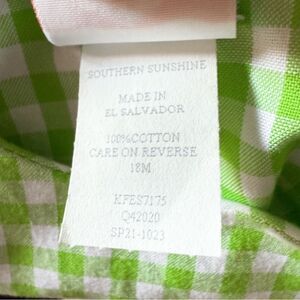 SOUTHERN SUNSHINE
MADE IN
EL SALVADOR
100%COTTON
CARE ON REVERSE
18M
KFES7175
Q42020
SP21-1023